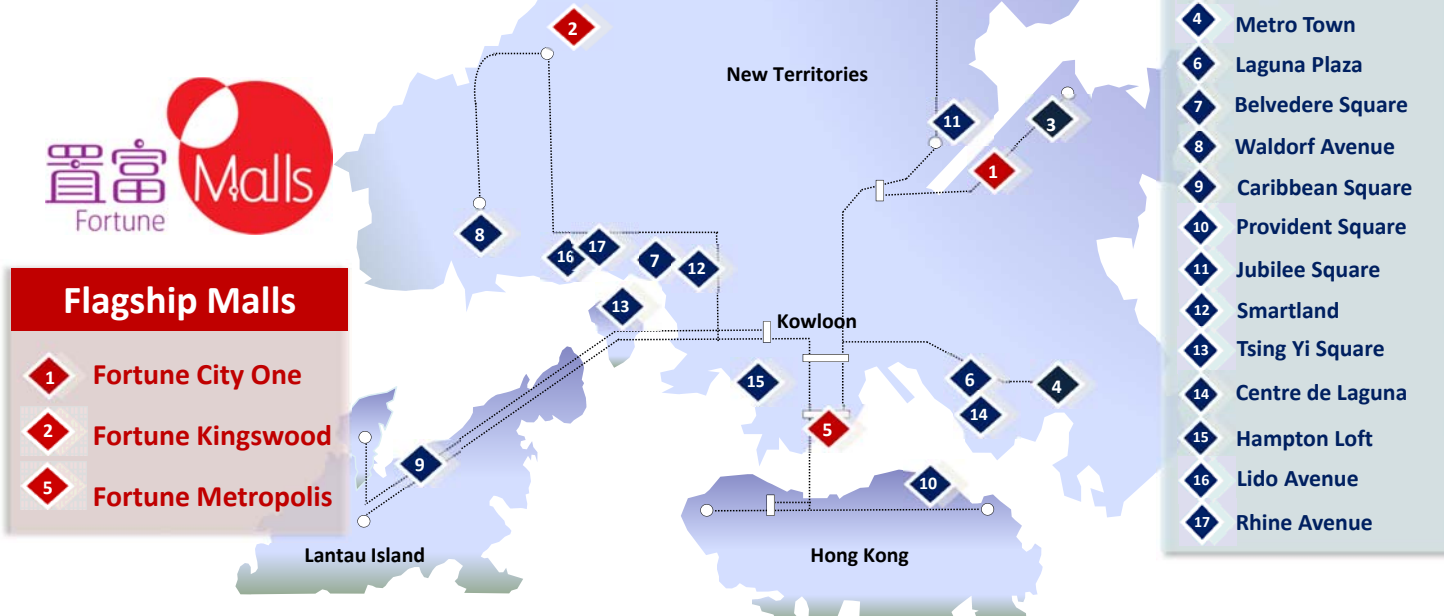 置富
Fortune
Malls
Flagship Malls
1 Fortune City One
2 Fortune Kingswood
5 Fortune Metropolis
2
New Territories
11
3
1
8
16
17
7
12
13
Kowloon
15
6
4
14
5
9
10
Lantau Island
Hong Kong
4 Metro Town
6 Laguna Plaza
7 Belvedere Square
8 Waldorf Avenue
9 Caribbean Square
10 Provident Square
11 Jubilee Square
12 Smartland
13 Tsing Yi Square
14 Centre de Laguna
15 Hampton Loft
16 Lido Avenue
17 Rhine Avenue